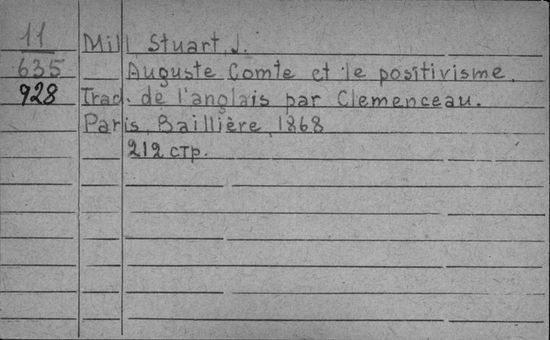 11 Mill Stuart, J.
635 Auguste Comte et le positivisme.
928 Trad. de l'anglais par Clemenceau.
Paris, Baillière, 1868
212 стр.